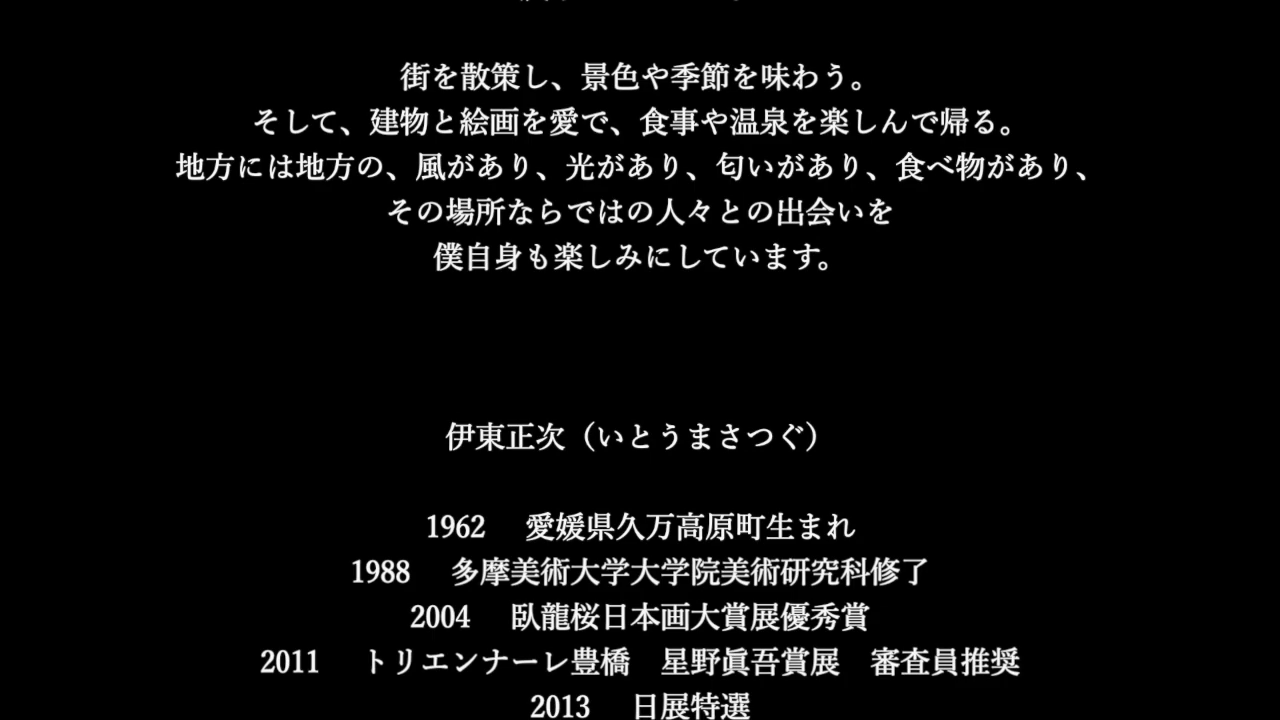 街を散策し、景色や季節を味わう。
そして、建物と絵画を愛で、食事や温泉を楽しんで帰る。
地方には地方の、風があり、光があり、匂いがあり、食べ物があり、
その場所ならではの人々との出会いを
僕自身も楽しみにしています。
伊東正次（いとうまさつぐ）
1962　愛媛県久万高原町生まれ
1988　多摩美術大学大学院美術研究科修了
2004　臥龍桜日本画大賞展優秀賞
2011　トリエンナーレ豊橋　星野眞吾賞展　審査員推奨
2013　日展特選